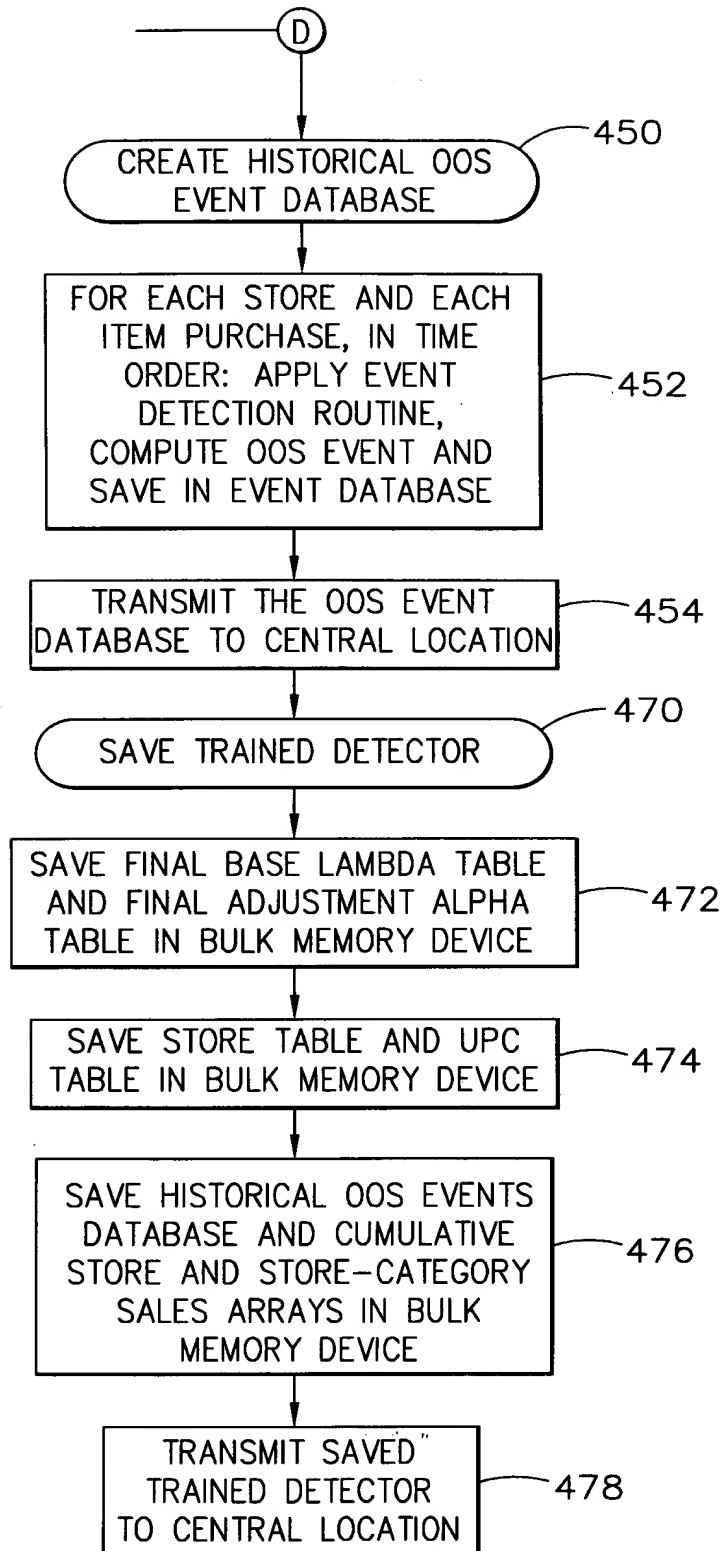 D
CREATE HISTORICAL OOS
EVENT DATABASE
450
FOR EACH STORE AND EACH
ITEM PURCHASE, IN TIME
ORDER: APPLY EVENT
DETECTION ROUTINE,
COMPUTE OOS EVENT AND
SAVE IN EVENT DATABASE
452
TRANSMIT THE OOS EVENT
DATABASE TO CENTRAL LOCATION
454
SAVE TRAINED DETECTOR
470
SAVE FINAL BASE LAMBDA TABLE
AND FINAL ADJUSTMENT ALPHA
TABLE IN BULK MEMORY DEVICE
472
SAVE STORE TABLE AND UPC
TABLE IN BULK MEMORY DEVICE
474
SAVE HISTORICAL OOS EVENTS
DATABASE AND CUMULATIVE
STORE AND STORE-CATEGORY
SALES ARRAYS IN BULK
MEMORY DEVICE
476
TRANSMIT SAVED
TRAINED DETECTOR
TO CENTRAL LOCATION
478